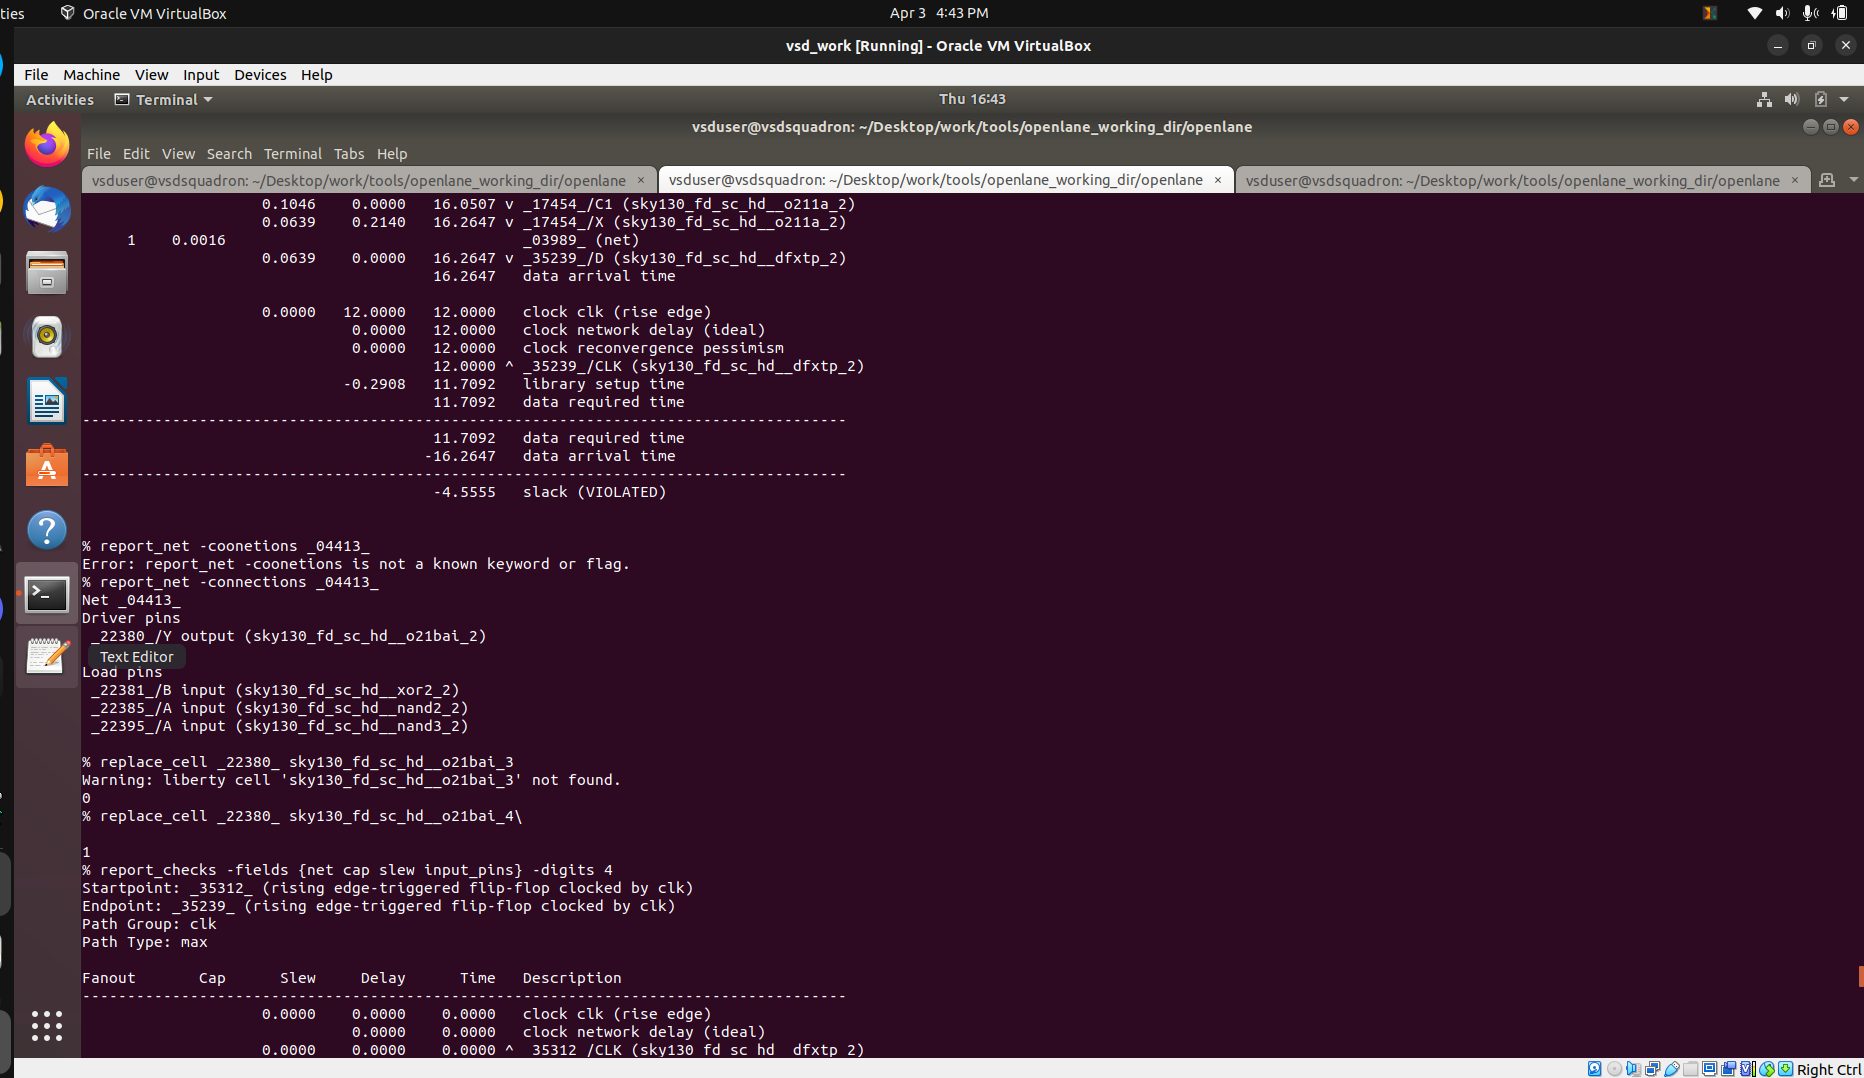 ties
Oracle VM VirtualBox
Apr 3 4:43 PM
vsd_work [Running] - Oracle VM VirtualBox
File Machine View Input Devices Help
Activities Terminal Thu 16:43
vsduser@vsdsquadron: ~/Desktop/work/tools/openlane_working_dir/openlane
File Edit View Search Terminal Tabs Help
vsduser@vsdsquadron: ~/Desktop/work/tools/openlane_working_dir/openlane × vsduser@vsdsquadron: ~/Desktop/work/tools/openlane_working_dir/openlane × vsduser@vsdsquadron: ~/Desktop/work/tools/openlane_working_dir/openlane ×
0.1046 0.0000 16.0507 v _17454_/C1 (sky130_fd_sc_hd__o211a_2)
0.0639 0.2140 16.2647 v _17454_/X (sky130_fd_sc_hd__o211a_2)
1 0.0016 _03989_ (net)
0.0639 0.0000 16.2647 v _35239_/D (sky130_fd_sc_hd__dfxtp_2)
16.2647 data arrival time
0.0000 12.0000 12.0000 clock clk (rise edge)
0.0000 12.0000 clock network delay (ideal)
0.0000 12.0000 clock reconvergence pessimism
12.0000 ^ _35239_/CLK (sky130_fd_sc_hd__dfxtp_2)
-0.2908 11.7092 library setup time
11.7092 data required time
-------------------------------------------------------------------------------------
11.7092 data required time
-16.2647 data arrival time
-------------------------------------------------------------------------------------
-4.5555 slack (VIOLATED)
% report_net -coonetions _04413_
Error: report_net -coonetions is not a known keyword or flag.
% report_net -connections _04413_
Net _04413_
Driver pins
_22380_/Y output (sky130_fd_sc_hd__o21bai_2)
Text Editor
Load pins
_22381_/B input (sky130_fd_sc_hd__xor2_2)
_22385_/A input (sky130_fd_sc_hd__nand2_2)
_22395_/A input (sky130_fd_sc_hd__nand3_2)
% replace_cell _22380_ sky130_fd_sc_hd__o21bai_3
Warning: liberty cell 'sky130_fd_sc_hd__o21bai_3' not found.
0
% replace_cell _22380_ sky130_fd_sc_hd__o21bai_4\
1
% report_checks -fields {net cap slew input_pins} -digits 4
Startpoint: _35312_ (rising edge-triggered flip-flop clocked by clk)
Endpoint: _35239_ (rising edge-triggered flip-flop clocked by clk)
Path Group: clk
Path Type: max
Fanout Cap Slew Delay Time Description
-------------------------------------------------------------------------------------
0.0000 0.0000 0.0000 clock clk (rise edge)
0.0000 0.0000 clock network delay (ideal)
0.0000 0.0000 0.0000 ^ _35312_/CLK (sky130_fd_sc_hd__dfxtp_2)
Right Ctrl